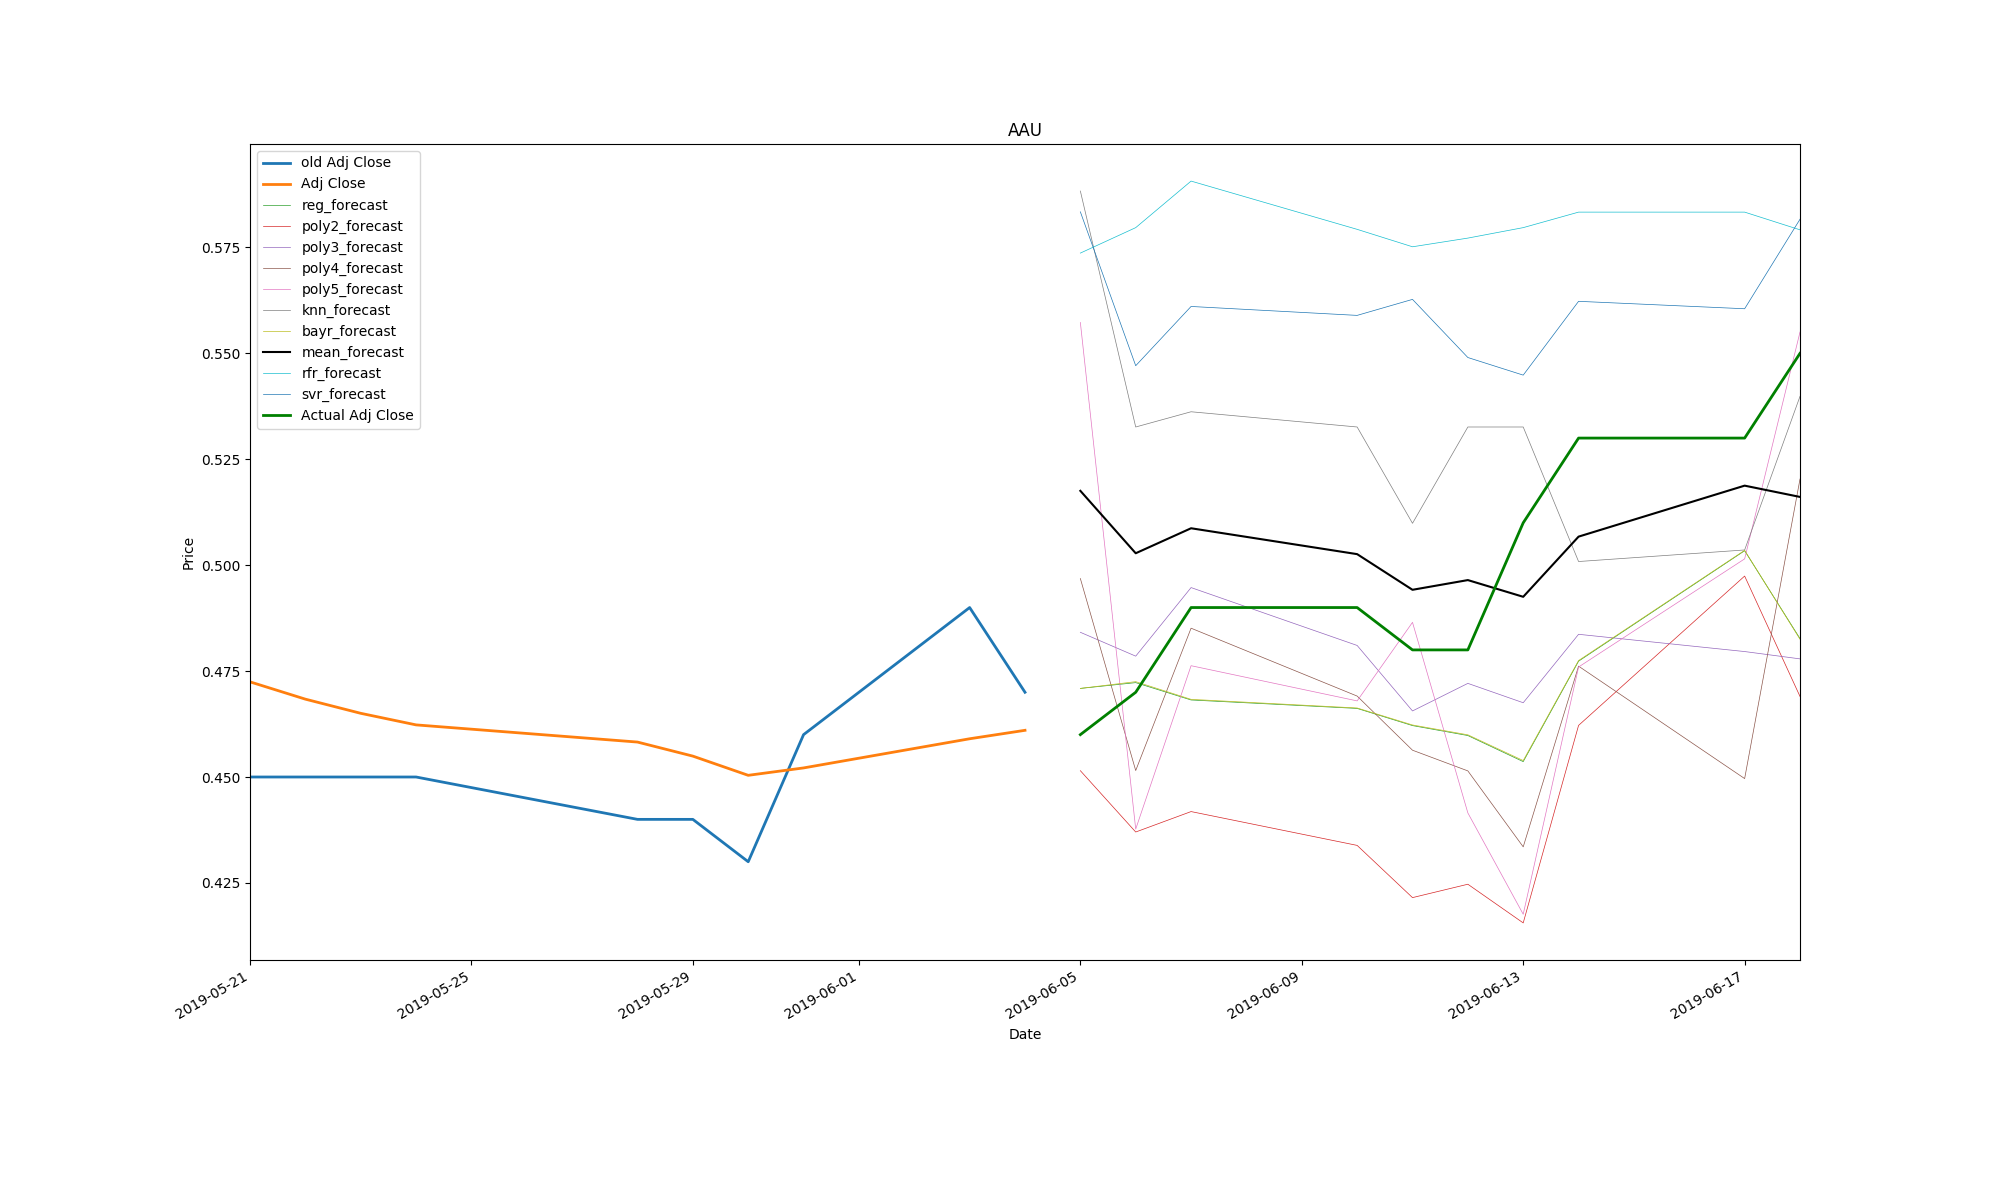 AAU
old Adj Close
Adj Close
reg_forecast
poly2_forecast
poly3_forecast
poly4_forecast
poly5_forecast
knn_forecast
bayr_forecast
mean_forecast
rfr_forecast
svr_forecast
Actual Adj Close
0.575
0.550
0.525
0.500
0.475
0.450
0.425
Price
2019-05-21
2019-05-25
2019-05-29
2019-06-01
2019-06-05
2019-06-09
2019-06-13
2019-06-17
Date